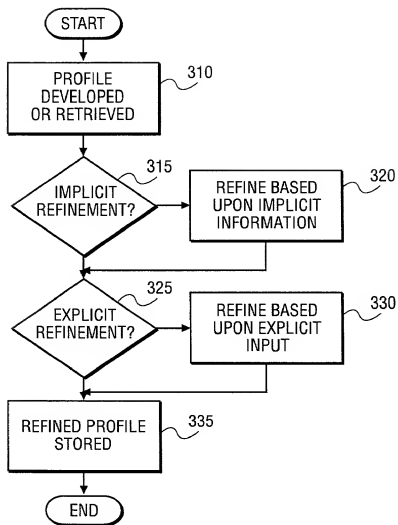 START
PROFILE
DEVELOPED
OR RETRIEVED
310
IMPLICIT
REFINEMENT?
315
REFINE BASED
UPON IMPLICIT
INFORMATION
320
EXPLICIT
REFINEMENT?
325
REFINE BASED
UPON EXPLICIT
INPUT
330
REFINED PROFILE
STORED
335
END